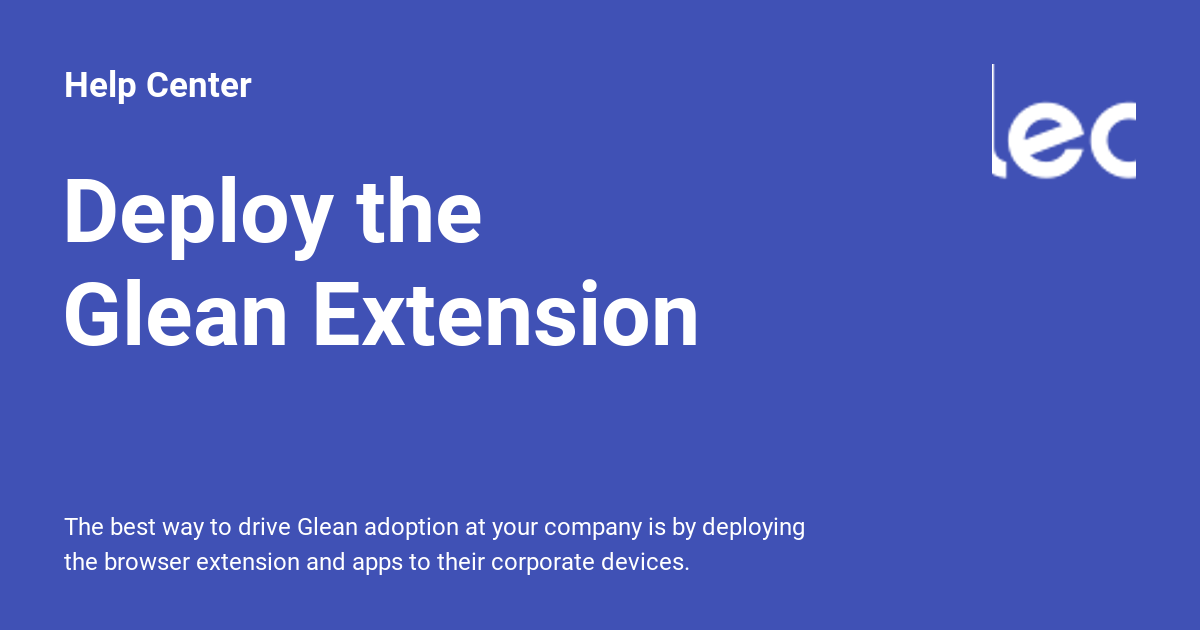 Help Center
Deploy the
Glean Extension
The best way to drive Glean adoption at your company is by deploying
the browser extension and apps to their corporate devices.